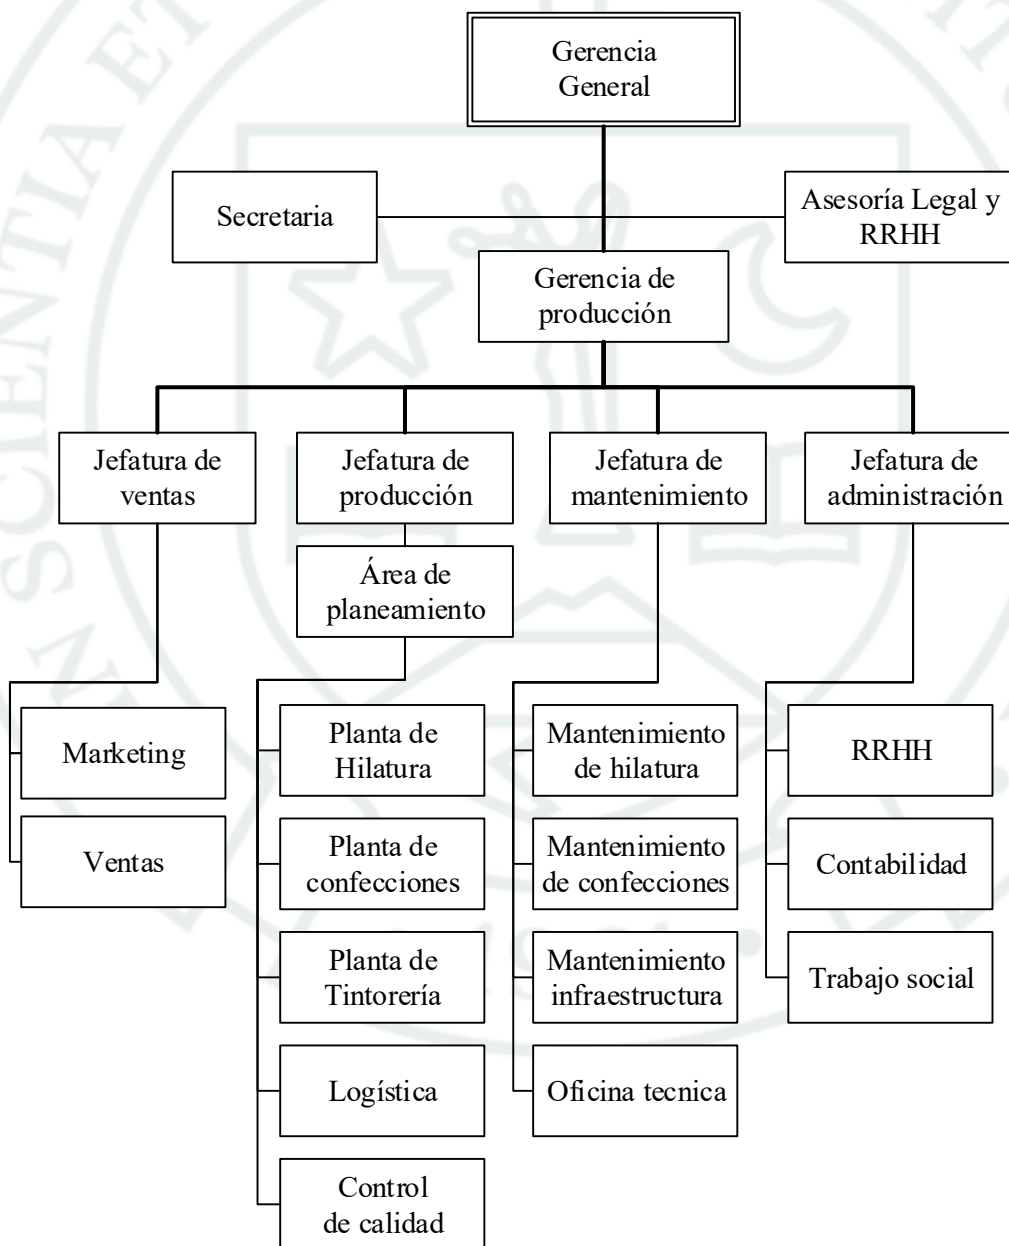 Gerencia
General
Secretaria
Asesoría Legal y
RRHH
Gerencia de
producción
Jefatura de
ventas
Jefatura de
producción
Jefatura de
mantenimiento
Jefatura de
administración
Área de
planeamiento
Marketing
Ventas
Planta de
Hilatura
Planta de
confecciones
Planta de
Tintorería
Logística
Control
de calidad
Mantenimiento
de hilatura
Mantenimiento
de confecciones
Mantenimiento
infraestructura
Oficina tecnica
RRHH
Contabilidad
Trabajo social
SCIENTIA ET